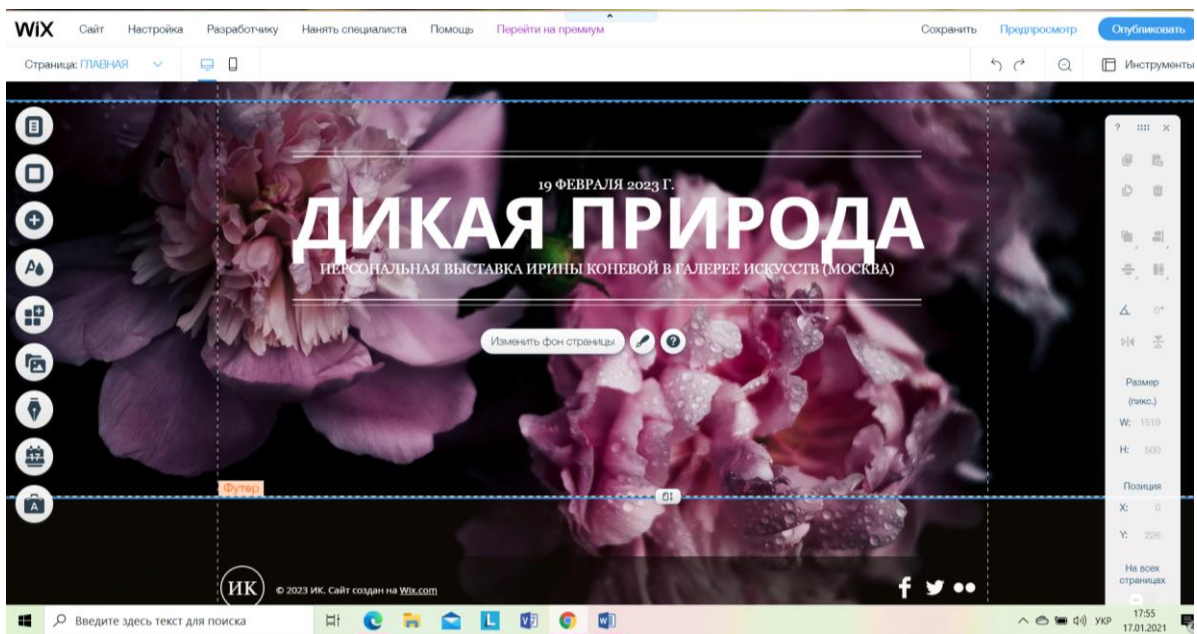 WiX Сайт Настройка Разработчику Нанять специалиста Помощь Перейти на премиум Сохранить Предпросмотр Опубликовать
Страница: ГЛАВНАЯ Инструменты
19 ФЕВРАЛЯ 2023 Г.
ДИКАЯ ПРИРОДА
ПЕРСОНАЛЬНАЯ ВЫСТАВКА ИРИНЫ КОНЕВОЙ В ГАЛЕРЕЕ ИСКУССТВ (МОСКВА)
Изменить фон страницы ?
Футер
17
A
ИК © 2023 ИК. Сайт создан на Wix.com
?
0°
Размер
(пикс.)
W: 1519
H: 500
Позиция
X: 0
Y: 226
На всех
страницах
Введите здесь текст для поиска
УКР 17:55
17.01.2021